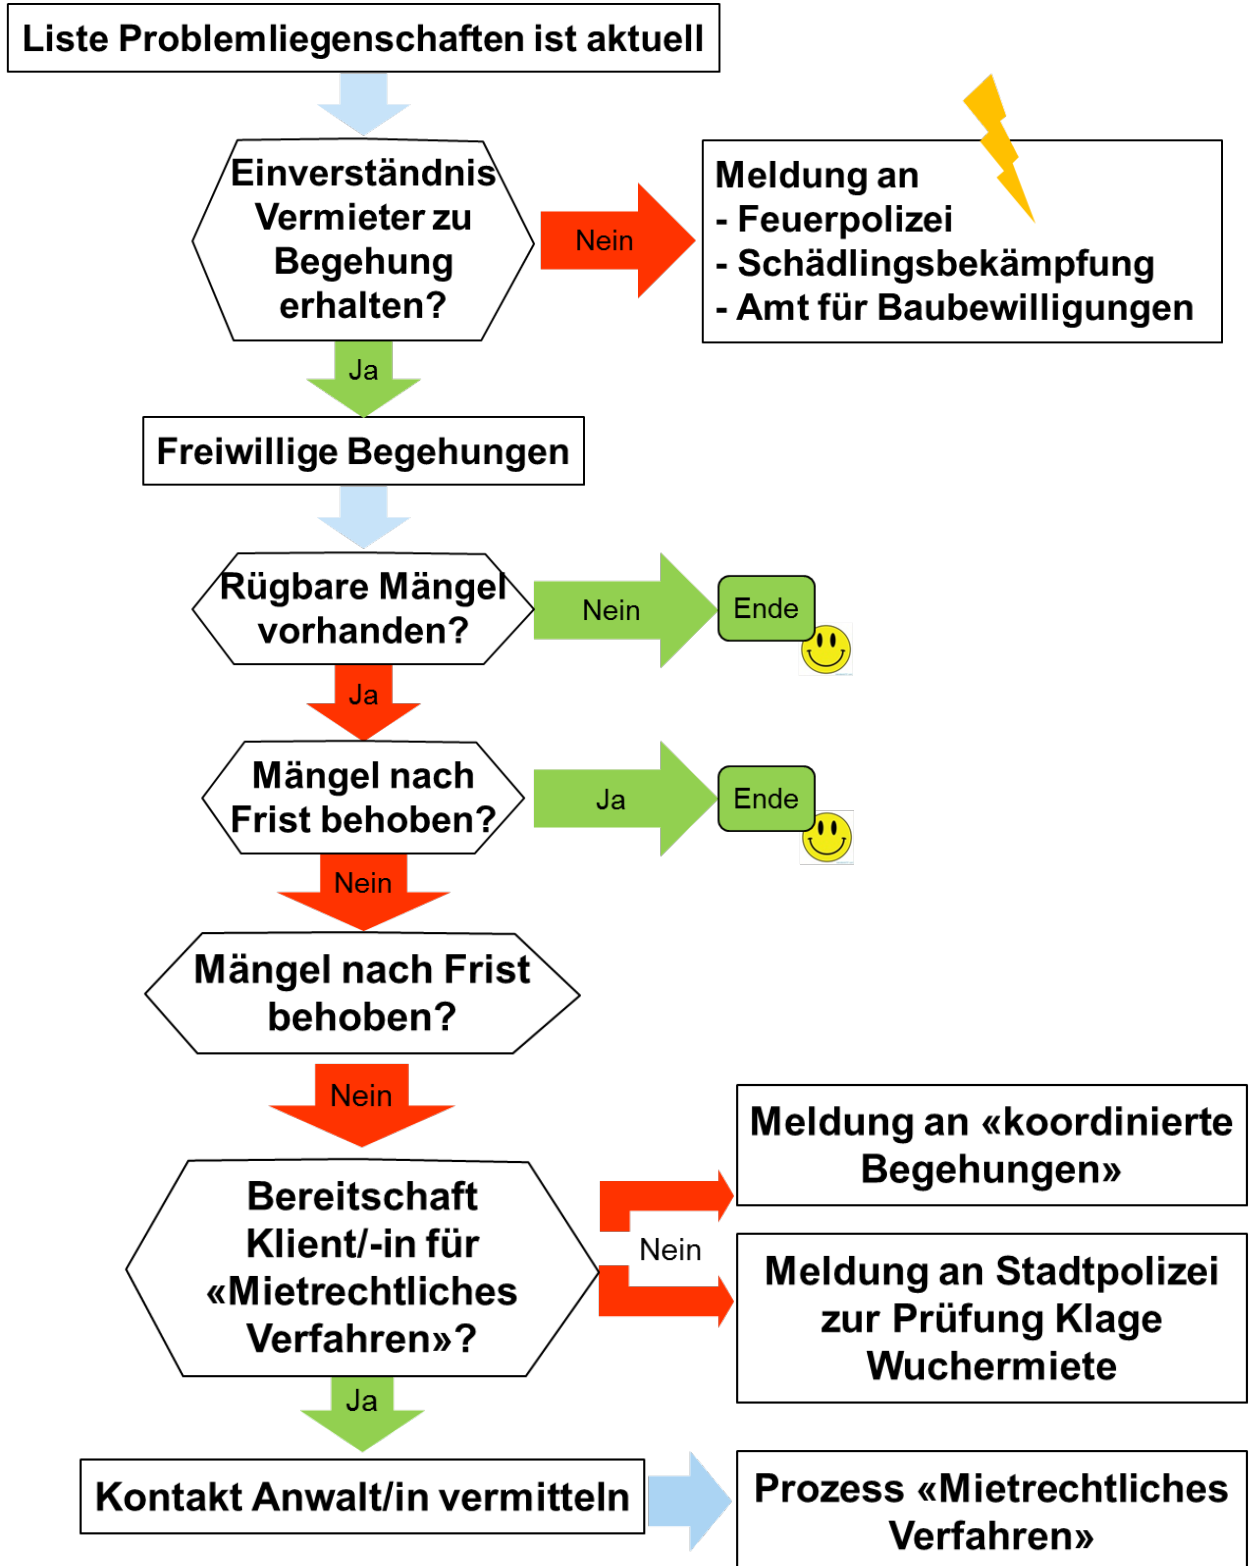 Liste Problemliegenschaften ist aktuell
Einverständnis
Vermieter zu
Begehung
erhalten?
Nein
Meldung an
- Feuerpolizei
- Schädlingsbekämpfung
- Amt für Baubewilligungen
Ja
Freiwillige Begehungen
Rügbare Mängel
vorhanden?
Nein
Ende
Ja
Mängel nach
Frist behoben?
Ja
Ende
Nein
Mängel nach Frist
behoben?
Nein
Bereitschaft
Klient/-in für
«Mietrechtliches
Verfahren»?
Nein
Meldung an «koordinierte
Begehungen»
Meldung an Stadtpolizei
zur Prüfung Klage
Wuchermiete
Ja
Kontakt Anwalt/in vermitteln
Prozess «Mietrechtliches
Verfahren»